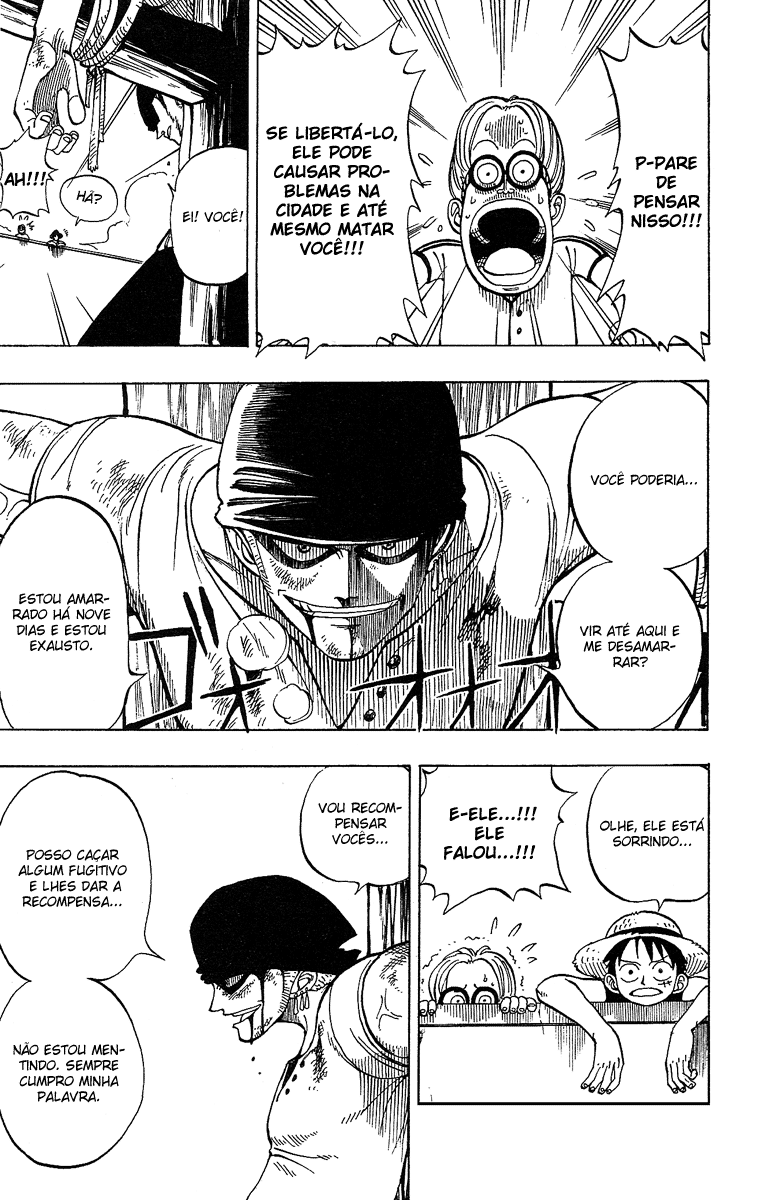 P-PARE
DE
PENSAR
NISSO!!!
SE LIBERTÁ-LO,
ELE PODE
CAUSAR PRO-
BLEMAS NA
CIDADE E ATÉ
MESMO MATAR
VOCÊ!!!
EI! VOCÊ!
HÃ?
AH!!!
VOCÊ PODERIA...
VIR ATÉ AQUI E
ME DESAMAR-
RAR?
ESTOU AMAR-
RADO HÁ NOVE
DIAS E ESTOU
EXAUSTO.
OLHE, ELE ESTÁ
SORRINDO...
E-ELE...!!!
ELE
FALOU...!!!
VOU RECOM-
PENSAR
VOCÊS...
POSSO CAÇAR
ALGUM FUGITIVO
E LHES DAR A
RECOMPENSA...
NÃO ESTOU MEN-
TINDO. SEMPRE
CUMPRO MINHA
PALAVRA.